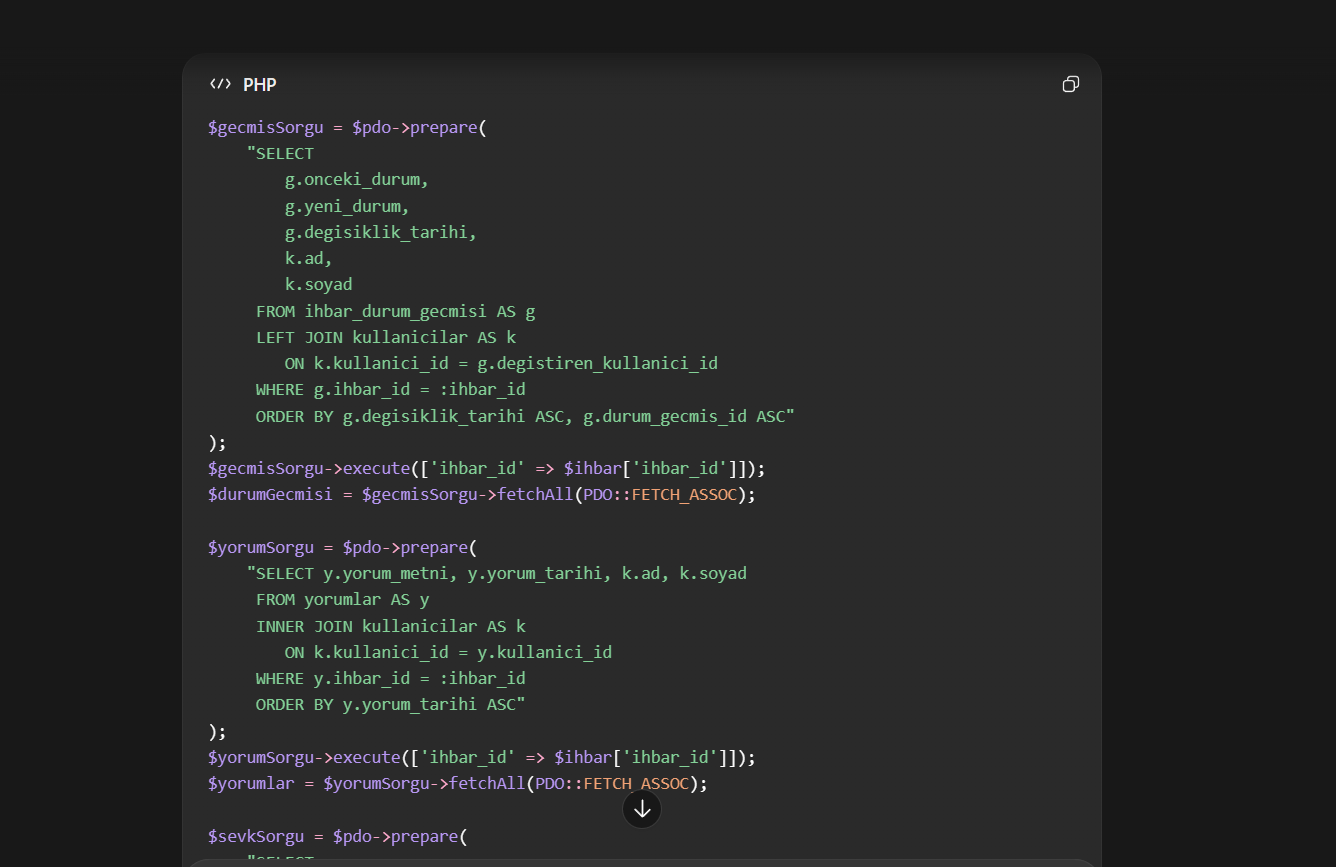 PHP
$gecmisSorgu = $pdo->prepare(
    "SELECT
        g.onceki_durum,
        g.yeni_durum,
        g.degisiklik_tarihi,
        k.ad,
        k.soyad
     FROM ihbar_durum_gecmisi AS g
     LEFT JOIN kullanicilar AS k
        ON k.kullanici_id = g.degistiren_kullanici_id
     WHERE g.ihbar_id = :ihbar_id
     ORDER BY g.degisiklik_tarihi ASC, g.durum_gecmis_id ASC"
);
$gecmisSorgu->execute(['ihbar_id' => $ihbar['ihbar_id']]);
$durumGecmisi = $gecmisSorgu->fetchAll(PDO::FETCH_ASSOC);

$yorumSorgu = $pdo->prepare(
    "SELECT y.yorum_metni, y.yorum_tarihi, k.ad, k.soyad
     FROM yorumlar AS y
     INNER JOIN kullanicilar AS k
        ON k.kullanici_id = y.kullanici_id
     WHERE y.ihbar_id = :ihbar_id
     ORDER BY y.yorum_tarihi ASC"
);
$yorumSorgu->execute(['ihbar_id' => $ihbar['ihbar_id']]);
$yorumlar = $yorumSorgu->fetchAll(PDO::FETCH_ASSOC);

$sevkSorgu = $pdo->prepare(
    "SELECT